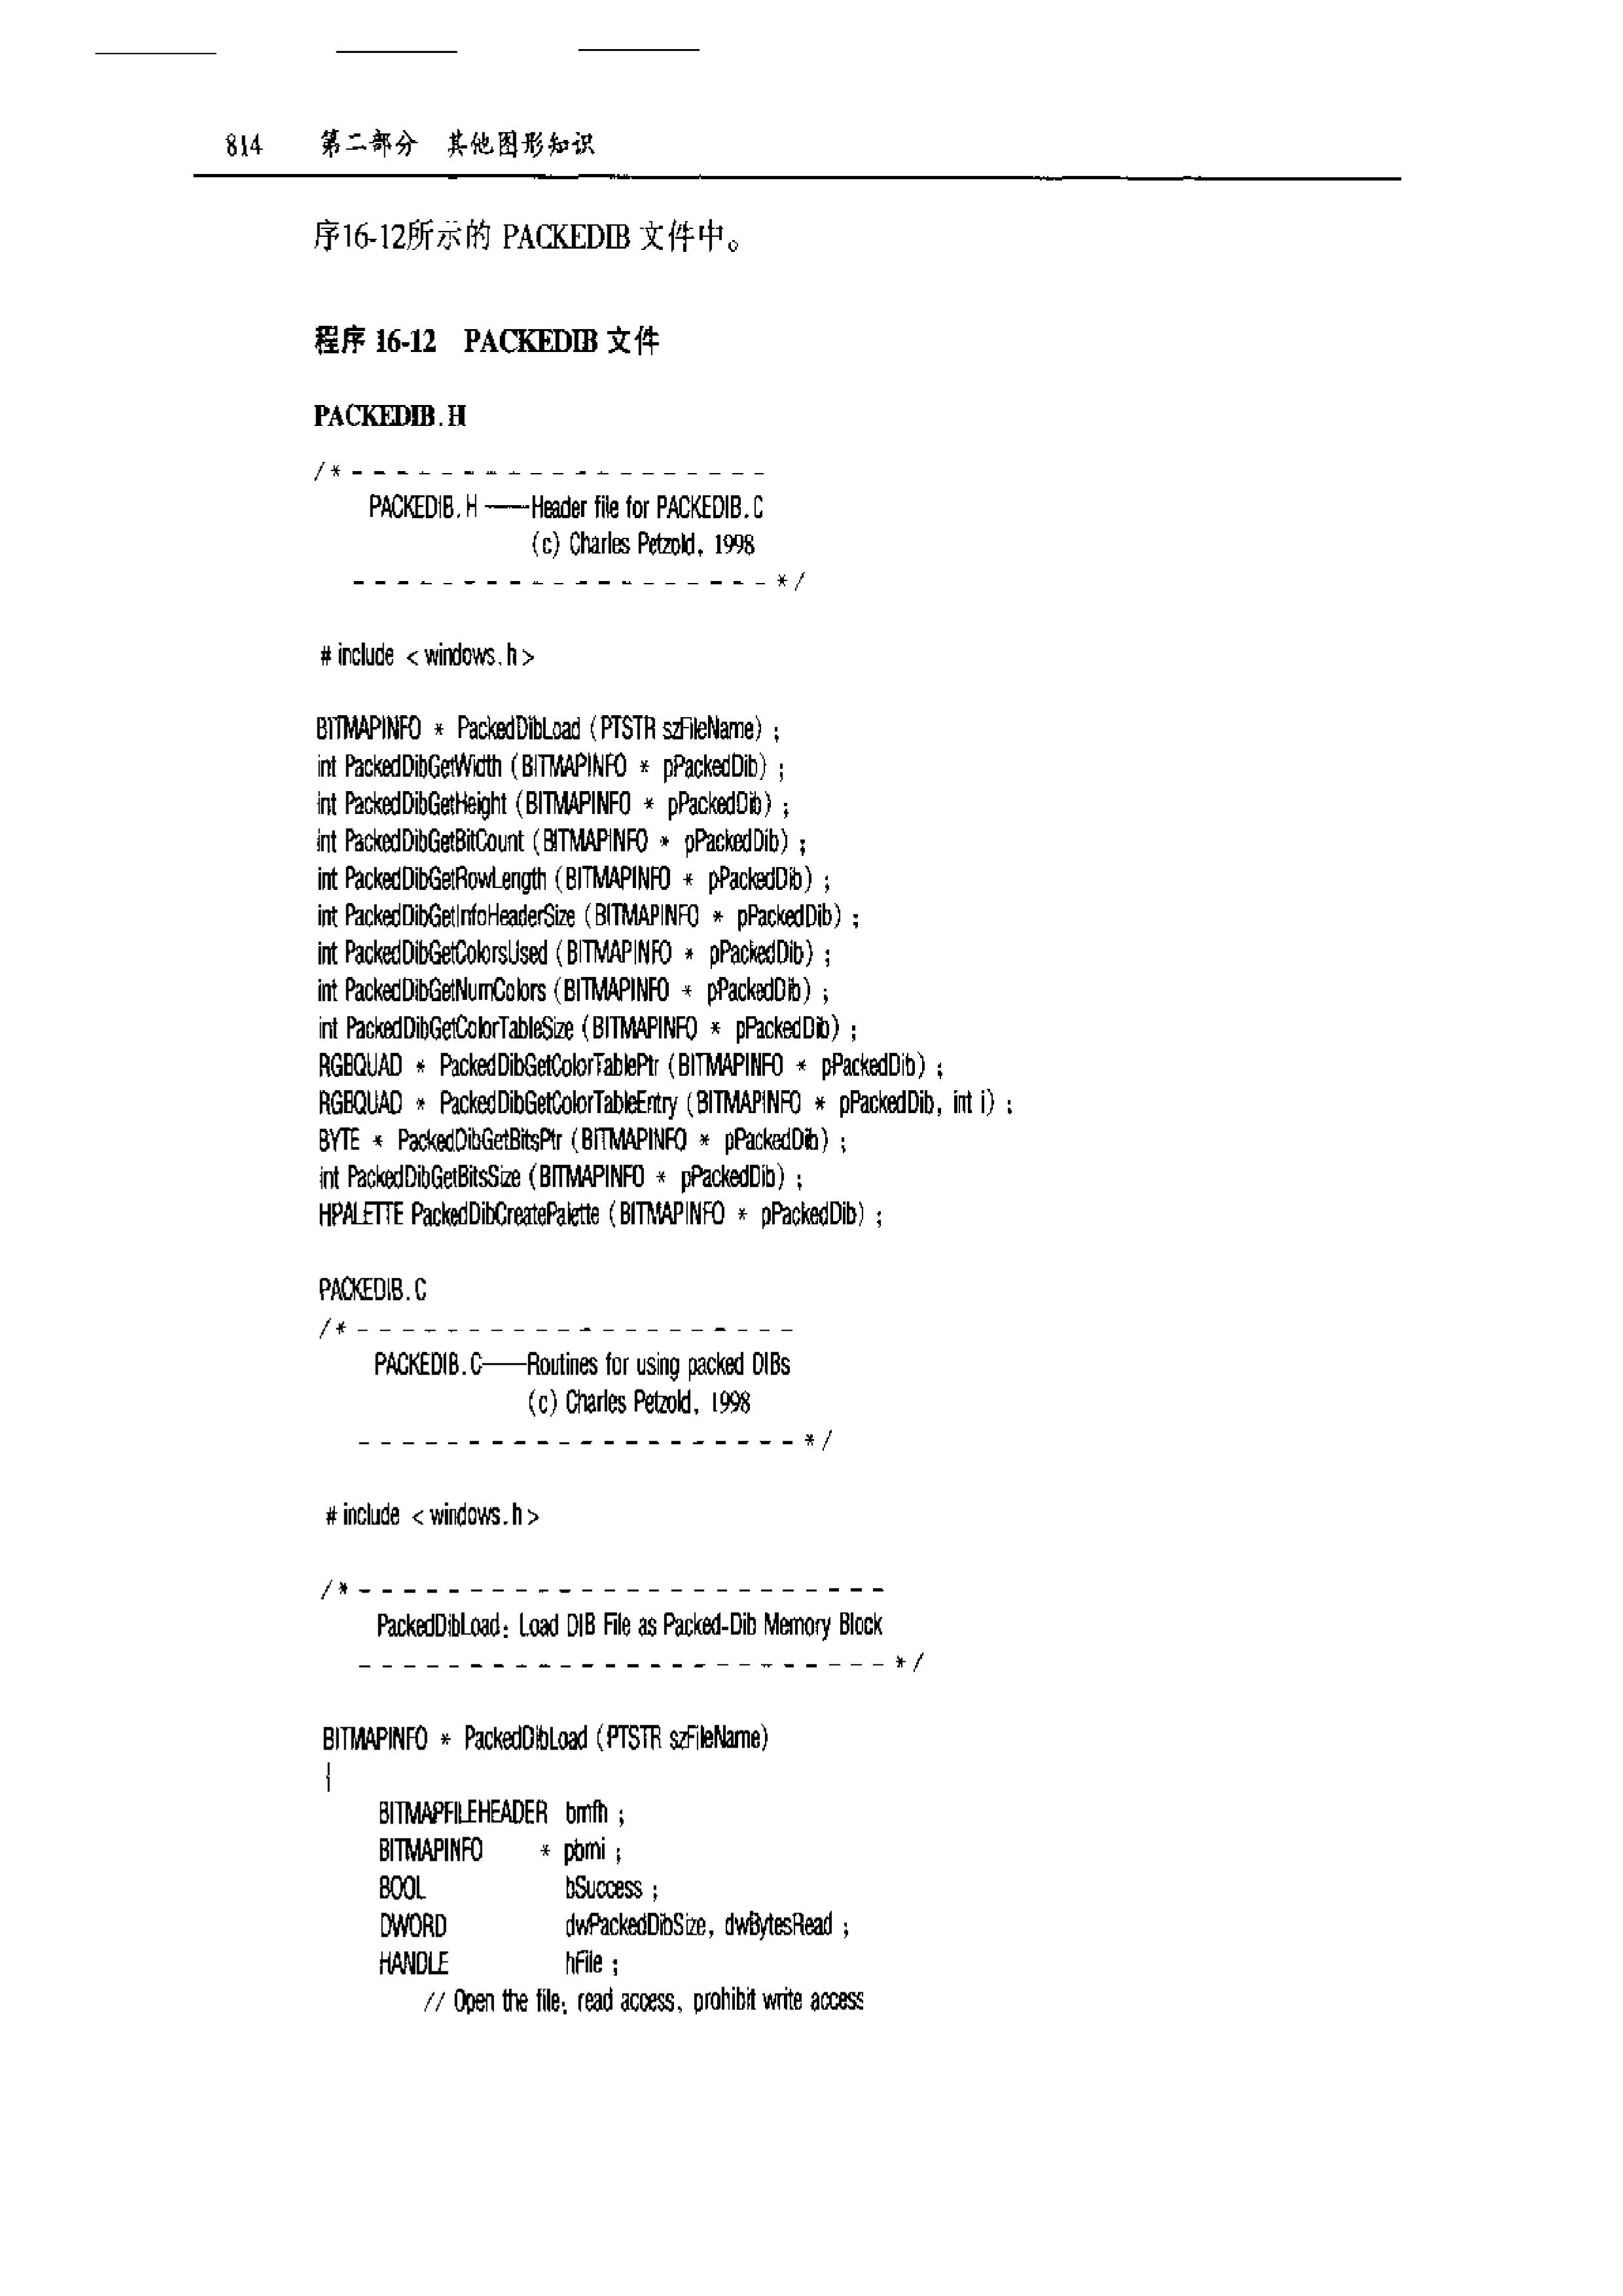 814 第二部分 其他图形知识
序16-12所示的 PACKEDIB 文件中。
程序 16-12 PACKEDIB 文件
PACKEDIB.H
/* - - - - - - - - - - - - - - - - - - -
PACKEDIB.H ——Header file for PACKEDIB.C
(c) Charles Petzold, 1998
- - - - - - - - - - - - - - - - - - - */
# include <windows.h>
BITMAPINFO * PackedDibLoad (PTSTR szFileName) ;
int PackedDibGetWidth (BITMAPINFO * pPackedDib) ;
int PackedDibGetHeight (BITMAPINFO * pPackedDib) ;
int PackedDibGetBitCount (BITMAPINFO * pPackedDib) ;
int PackedDibGetRowLength (BITMAPINFO * pPackedDib) ;
int PackedDibGetInfoHeaderSize (BITMAPINFO * pPackedDib) ;
int PackedDibGetColorsUsed (BITMAPINFO * pPackedDib) ;
int PackedDibGetNumColors (BITMAPINFO * pPackedDib) ;
int PackedDibGetColorTableSize (BITMAPINFO * pPackedDib) ;
RGBQUAD * PackedDibGetColorTablePtr (BITMAPINFO * pPackedDib) ;
RGBQUAD * PackedDibGetColorTableEntry (BITMAPINFO * pPackedDib, int i) ;
BYTE * PackedDibGetBitsPtr (BITMAPINFO * pPackedDib) ;
int PackedDibGetBitsSize (BITMAPINFO * pPackedDib) ;
HPALETTE PackedDibCreatePalette (BITMAPINFO * pPackedDib) ;
PACKEDIB.C
/* - - - - - - - - - - - - - - - - - - - -
PACKEDIB.C——Routines for using packed DIBs
(c) Charles Petzold, 1998
- - - - - - - - - - - - - - - - - - - - */
# include <windows.h>
/* - - - - - - - - - - - - - - - - - - - - - - - -
PackedDibLoad: Load DIB File as Packed-Dib Memory Block
- - - - - - - - - - - - - - - - - - - - - - - - */
BITMAPINFO * PackedDibLoad (PTSTR szFileName)
{
BITMAPFILEHEADER bmfh ;
BITMAPINFO * pbmi ;
BOOL bSuccess ;
DWORD dwPackedDibSize, dwBytesRead ;
HANDLE hFile ;
// Open the file: read access, prohibit write access